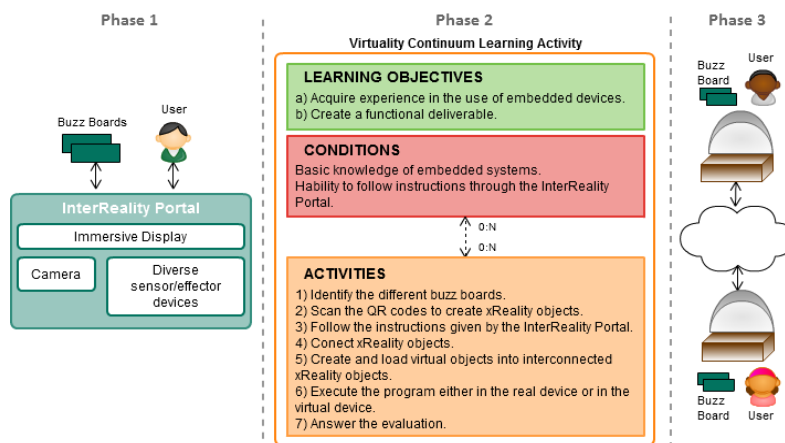 Phase 1
Buzz Boards
User
InterReality Portal
Immersive Display
Camera
Diverse
sensor/effector
devices
Phase 2
Virtuality Continuum Learning Activity
LEARNING OBJECTIVES
a) Acquire experience in the use of embedded devices.
b) Create a functional deliverable.
CONDITIONS
Basic knowledge of embedded systems.
Hability to follow instructions through the InterReality
Portal.
0:N
0:N
ACTIVITIES
1) Identify the different buzz boards.
2) Scan the QR codes to create xReality objects.
3) Follow the instructions given by the InterReality Portal.
4) Conect xReality objects.
5) Create and load virtual objects into interconnected
xReality objects.
6) Execute the program either in the real device or in the
virtual device.
7) Answer the evaluation.
Phase 3
Buzz
Board
User
Buzz
Board
User